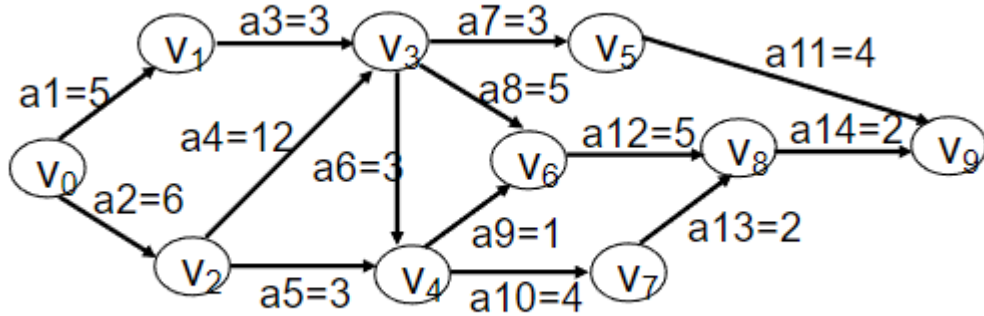 a3=3
a7=3
v1
v3
v5
a11=4
a1=5
a8=5
a4=12
a12=5
a14=2
v0
a6=3
v6
v8
v9
a2=6
a9=1
a13=2
v2
a5=3
v4
a10=4
v7